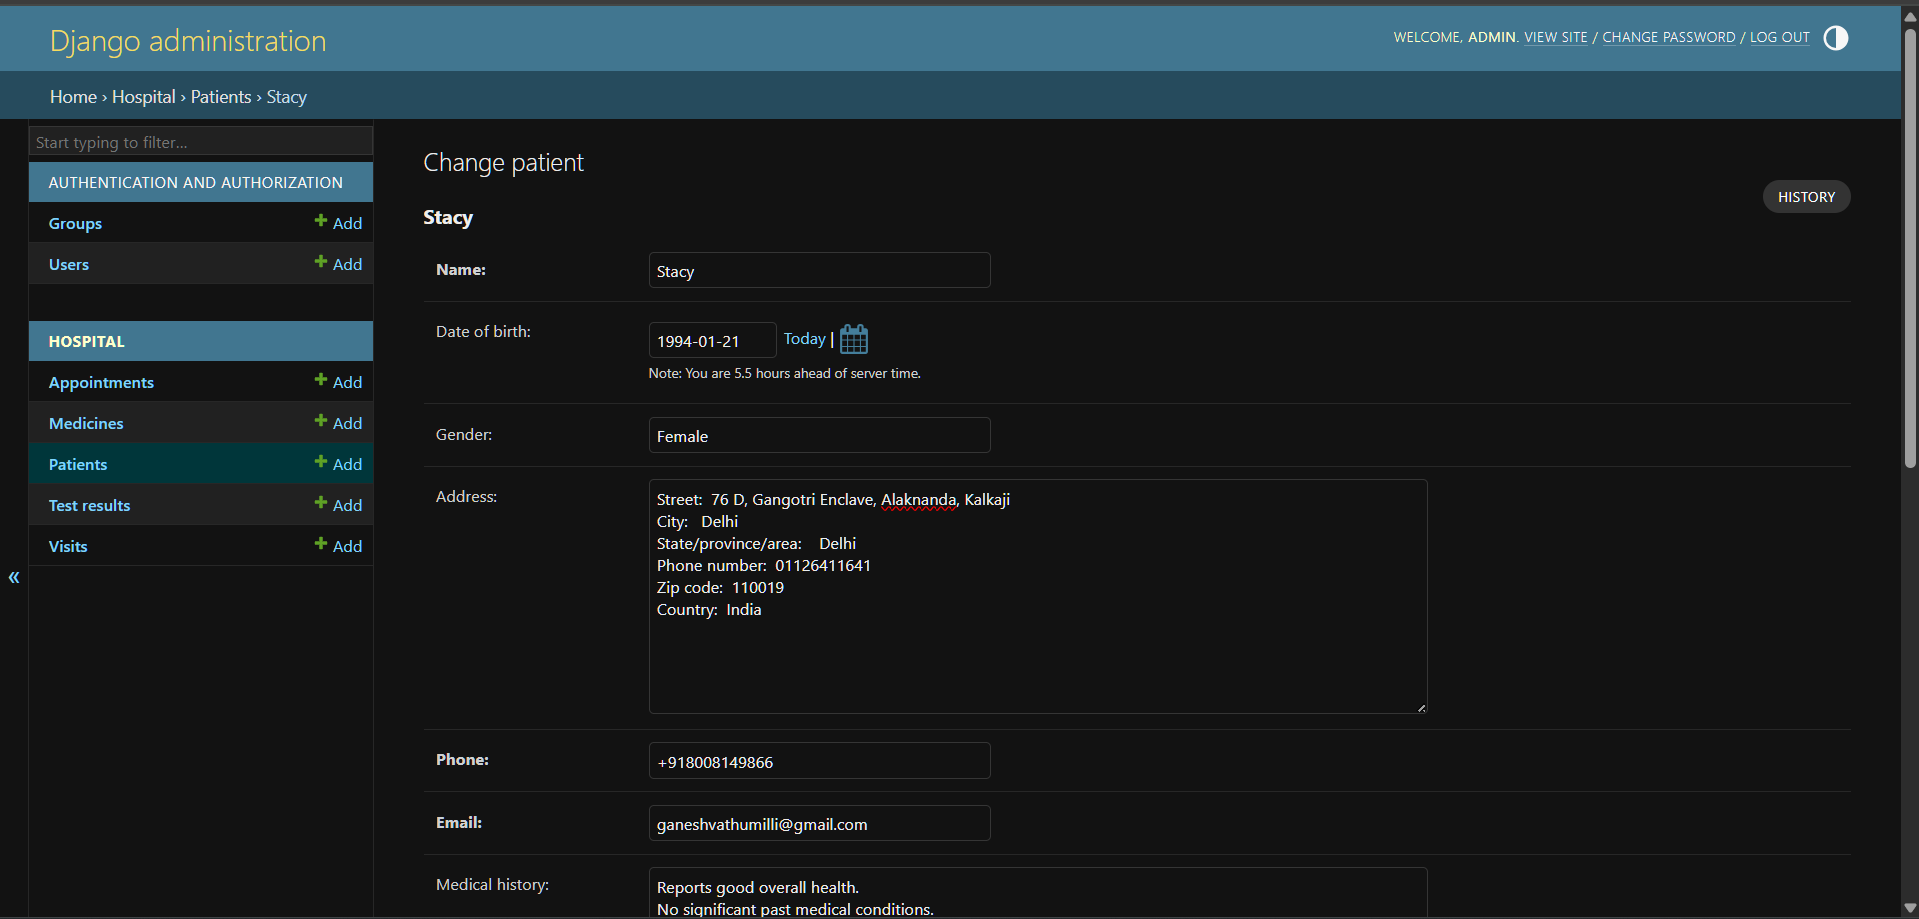 Django administration
WELCOME, ADMIN. VIEW SITE / CHANGE PASSWORD / LOG OUT
Home › Hospital › Patients › Stacy
Start typing to filter...
AUTHENTICATION AND AUTHORIZATION
Groups + Add
Users + Add
HOSPITAL
Appointments + Add
Medicines + Add
Patients + Add
Test results + Add
Visits + Add
«
Change patient
HISTORY
Stacy
Name: Stacy
Date of birth: 1994-01-21 Today |
Note: You are 5.5 hours ahead of server time.
Gender: Female
Address: Street: 76 D, Gangotri Enclave, Alaknanda, Kalkaji
City: Delhi
State/province/area: Delhi
Phone number: 01126411641
Zip code: 110019
Country: India
Phone: +918008149866
Email: ganeshvathumilli@gmail.com
Medical history: Reports good overall health.
No significant past medical conditions.